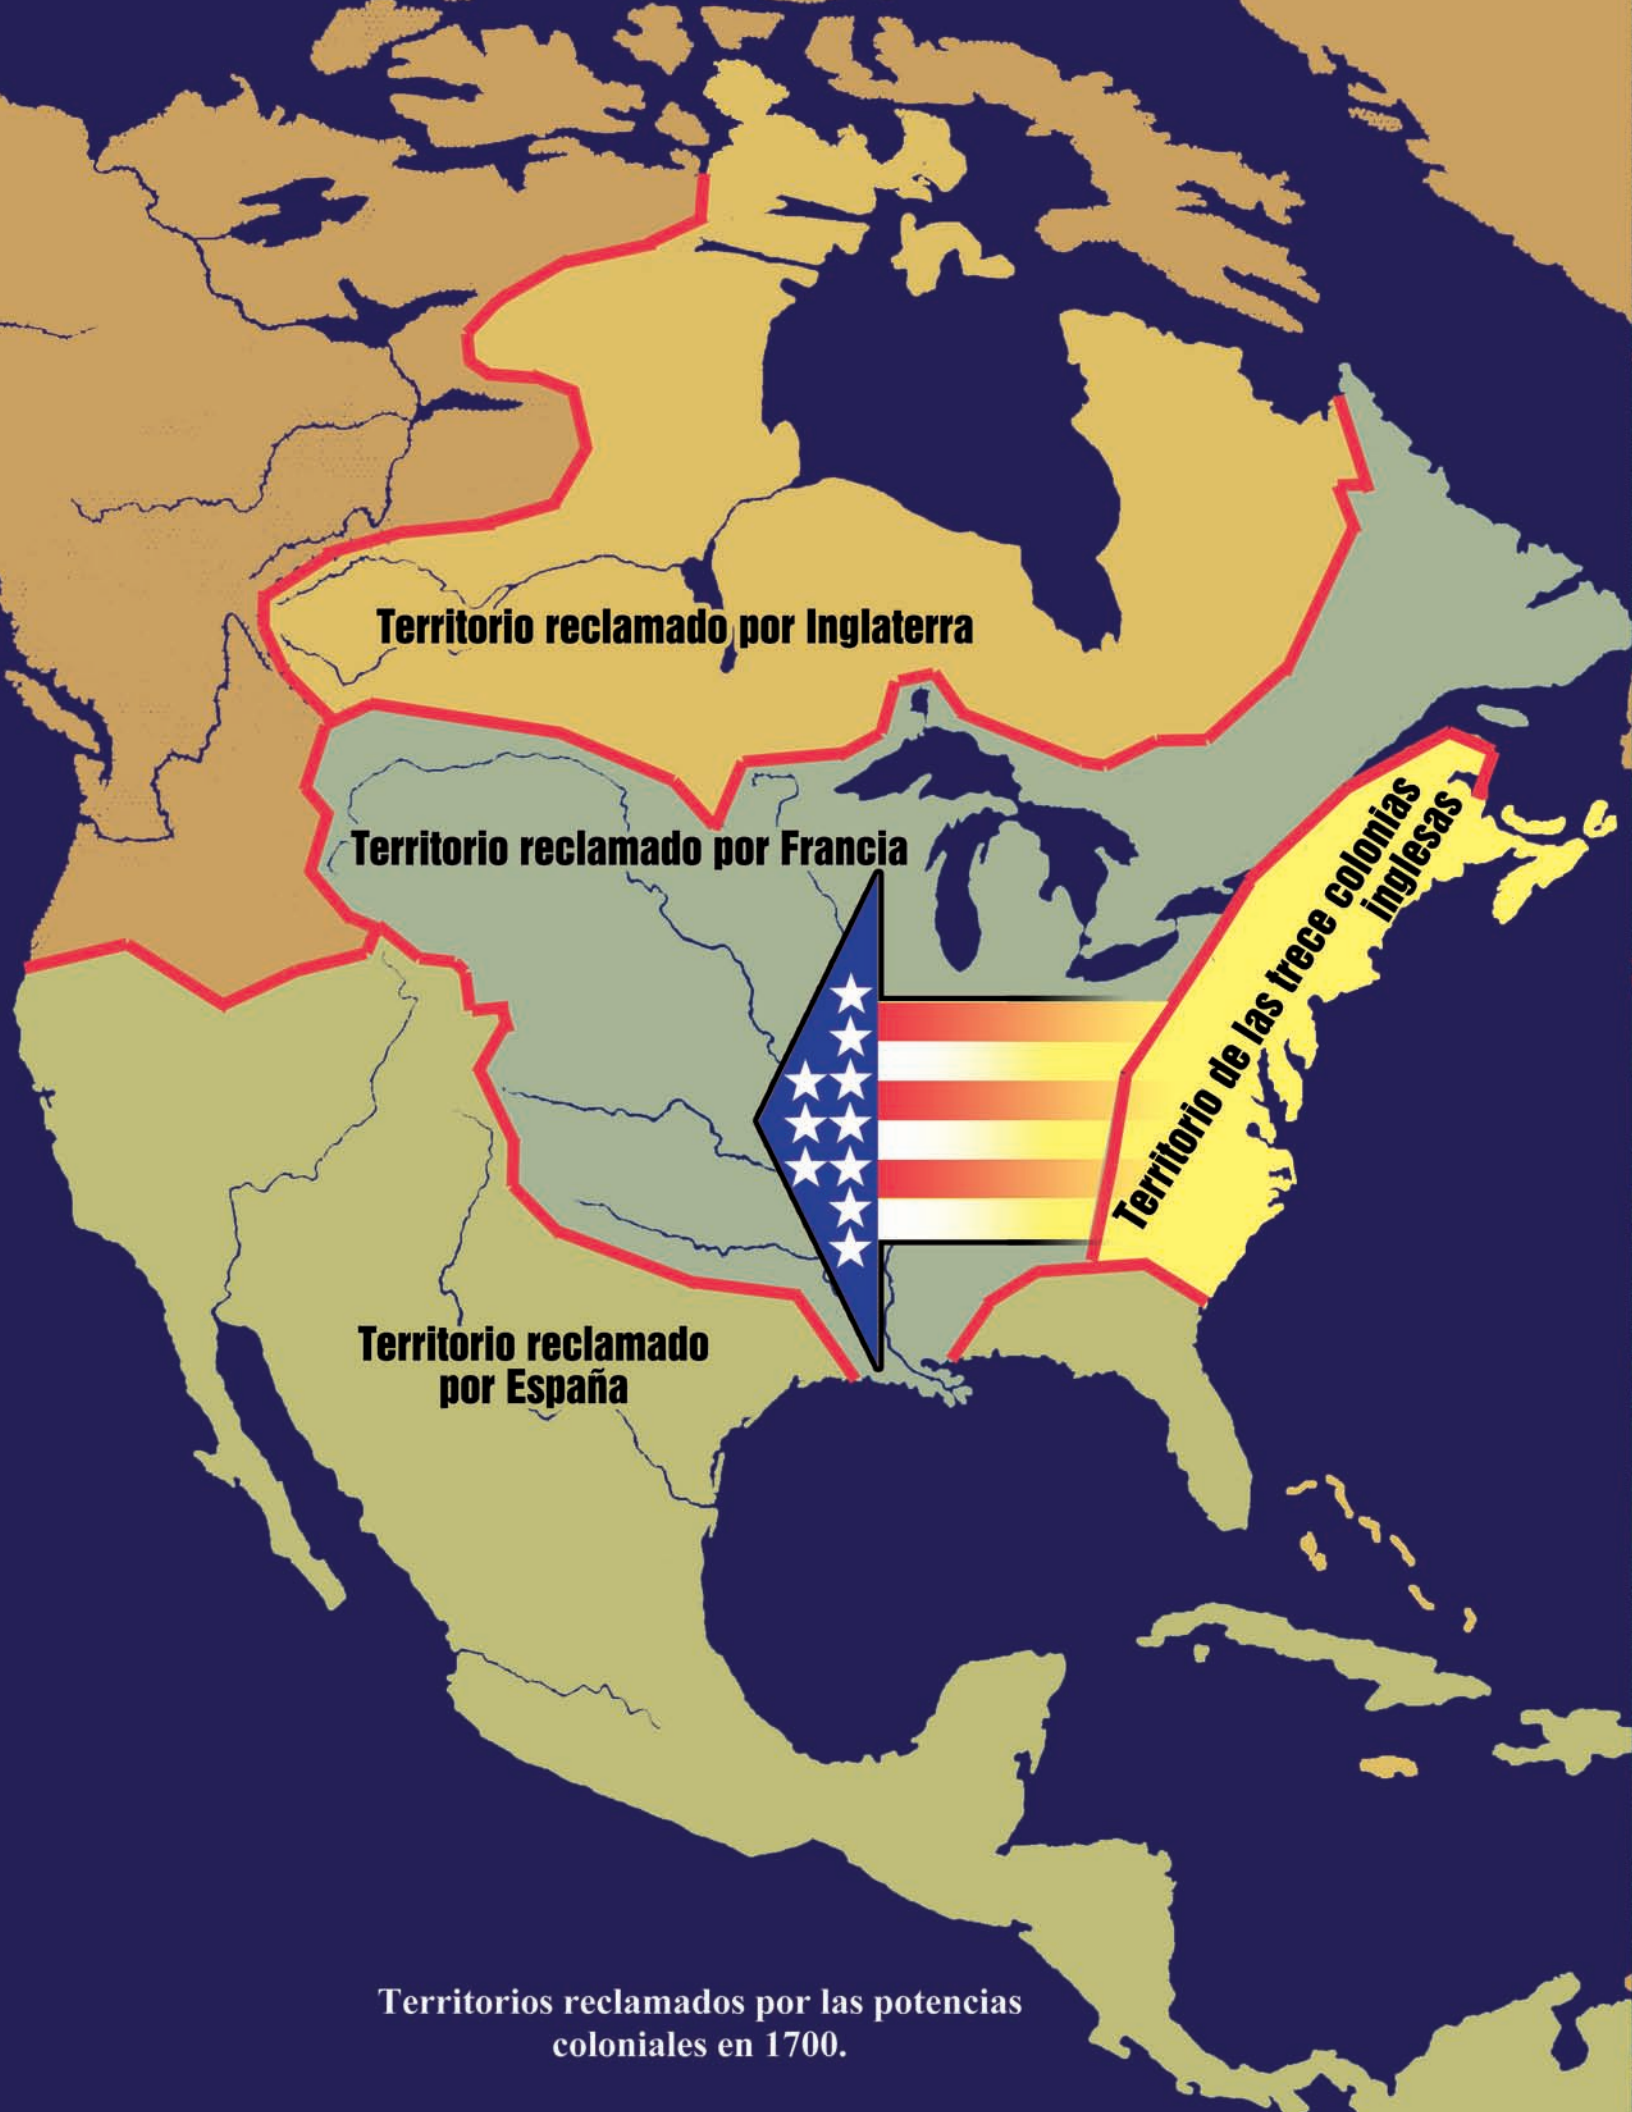 Territorio reclamado por Inglaterra
Territorio reclamado por Francia
Territorio de las trece colonias
inglesas
Territorio reclamado
por España
Territorios reclamados por las potencias
coloniales en 1700.